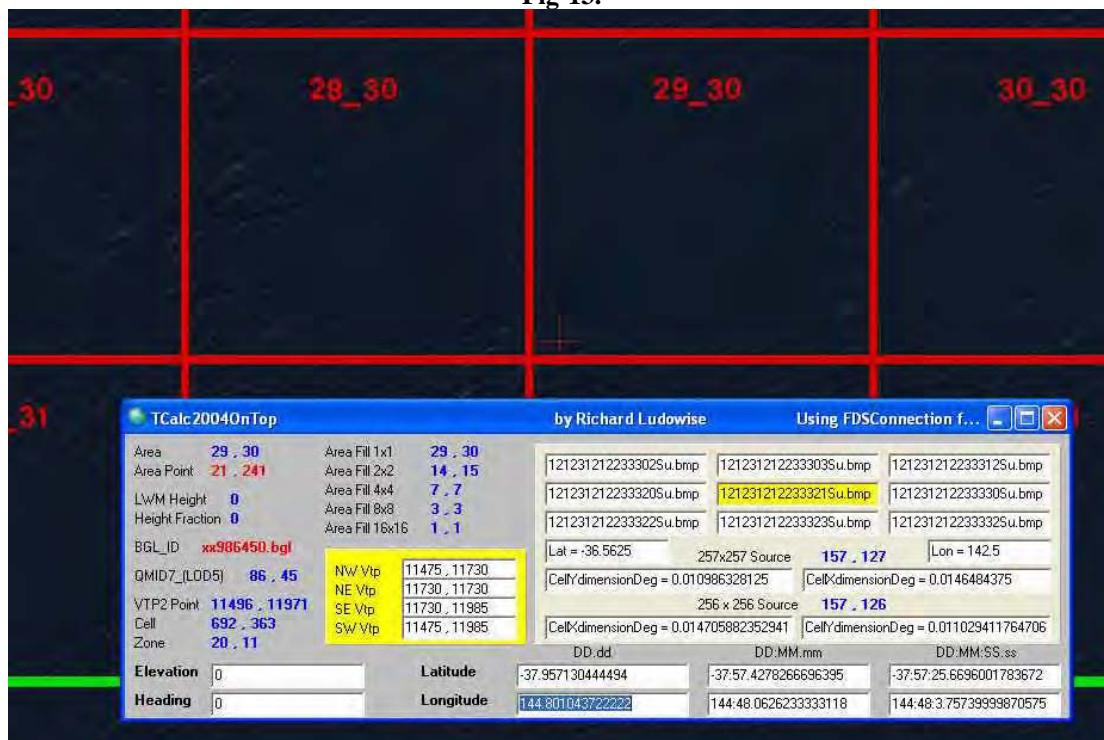 Fig 13.
_30 28_30 29_30 30_30
_31
TCalc2004OnTop by Richard Ludowise Using FDSConnection f...
Area 29 , 30
Area Point 21 , 241
LWM Height 0
Height Fraction 0
BGL_ID xx986450.bgl
QMID7_(LOD5) 86 , 45
VTP2 Point 11496 , 11971
Cell 692 , 363
Zone 20 , 11
Area Fill 1x1 29 , 30
Area Fill 2x2 14 , 15
Area Fill 4x4 7 , 7
Area Fill 8x8 3 , 3
Area Fill 16x16 1 , 1
NW Vtp 11475 , 11730
NE Vtp 11730 , 11730
SE Vtp 11730 , 11985
SW Vtp 11475 , 11985
121231212233302Su.bmp 121231212233303Su.bmp 121231212233312Su.bmp
121231212233320Su.bmp 121231212233321Su.bmp 121231212233330Su.bmp
121231212233322Su.bmp 121231212233323Su.bmp 121231212233332Su.bmp
Lat = -36.5625 257x257 Source 157 , 127 Lon = 142.5
CellYdimensionDeg = 0.010986328125 CellXdimensionDeg = 0.0146484375
256 x 256 Source 157 , 126
CellXdimensionDeg = 0.014705882352941 CellYdimensionDeg = 0.011029411764706
DD.dd DD:MM.mm DD:MM:SS.ss
Elevation 0 Latitude -37.957130444494 -37:57.4278266696395 -37:57:25.6696001783672
Heading 0 Longitude 144.801043722222 144:48.0626233333118 144:48:3.75739999870575